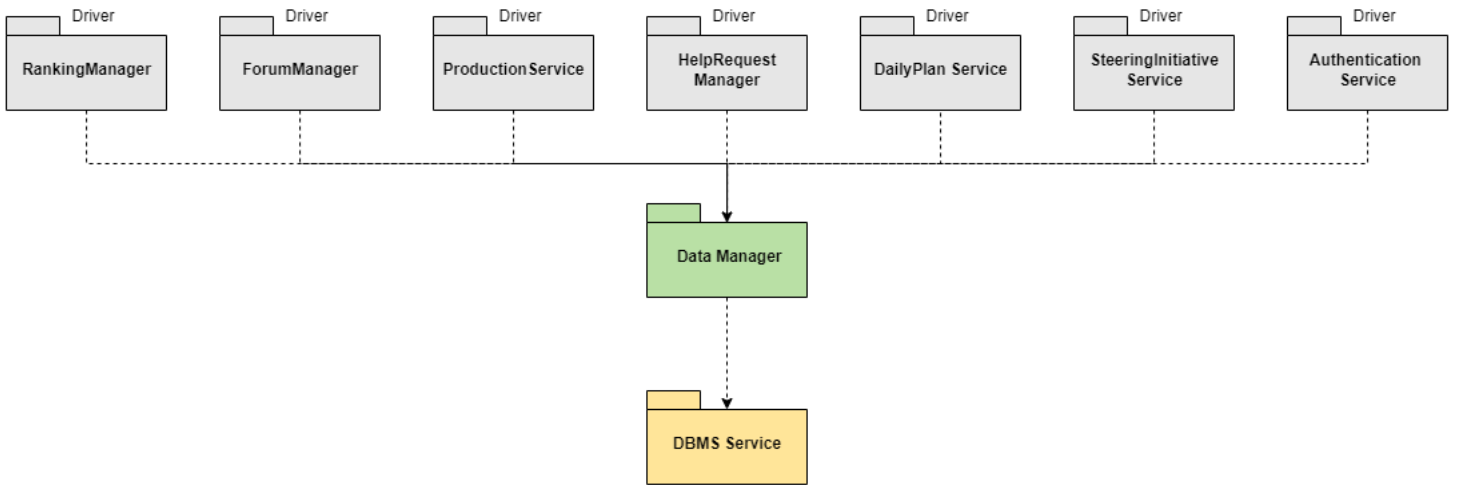 Driver
Driver
Driver
Driver
Driver
Driver
Driver
RankingManager
ForumManager
ProductionService
HelpRequest
Manager
DailyPlan Service
SteeringInitiative
Service
Authentication
Service
Data Manager
DBMS Service